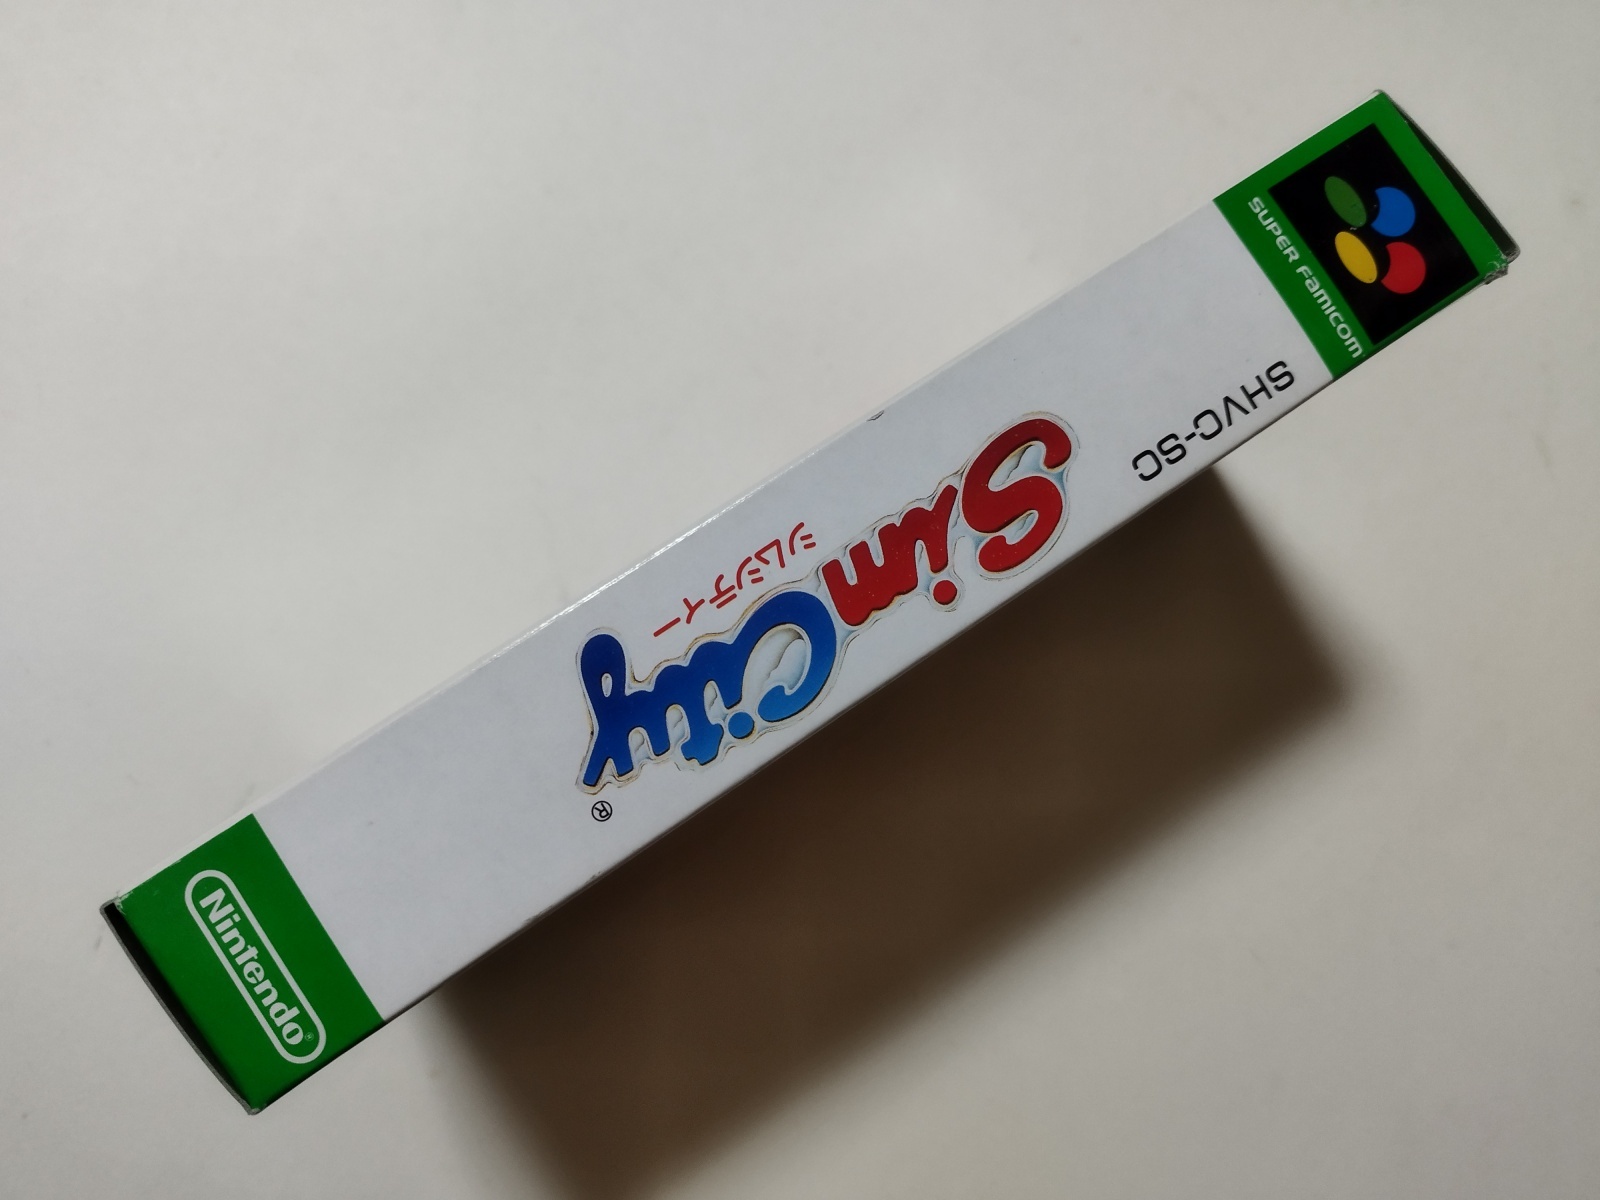 SUPER FAMICOM
SHVC-SC
SimCity®
シムシティー
Nintendo®